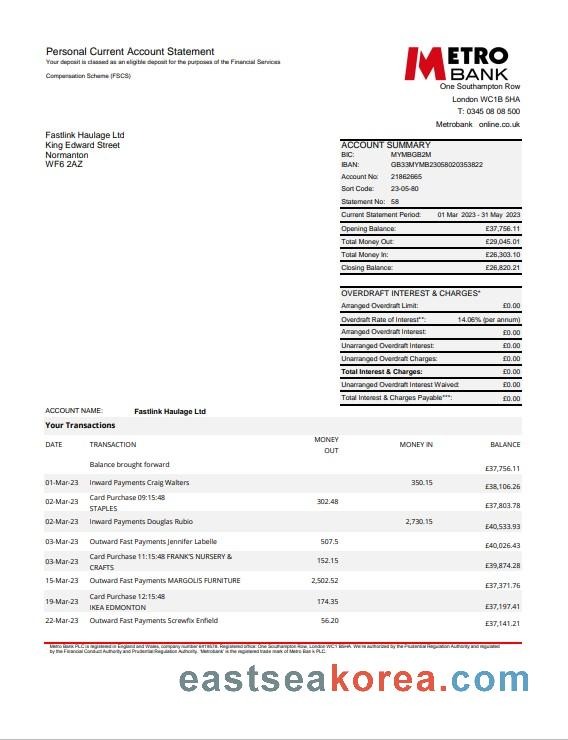 Personal Current Account Statement
Your deposit is classed as an eligible deposit for the purposes of the Financial Services
Compensation Scheme (FSCS)
METRO
BANK
One Southampton Row
London WC1B 5HA
T: 0345 08 08 500
Metrobank online.co.uk
Fastlink Haulage Ltd
King Edward Street
Normanton
WF6 2AZ
ACCOUNT SUMMARY
BIC: MYMBGB2M
IBAN: GB33MYMB23058020353822
Account No: 21862665
Sort Code: 23-05-80
Statement No: 58
Current Statement Period: 01 Mar 2023 - 31 May 2023
Opening Balance: £37,756.11
Total Money Out: £29,045.01
Total Money In: £26,303.10
Closing Balance: £26,820.21
OVERDRAFT INTEREST & CHARGES*
Arranged Overdraft Limit: £0.00
Overdraft Rate of Interest**: 14.06% (per annum)
Arranged Overdraft Interest: £0.00
Unarranged Overdraft Interest: £0.00
Unarranged Overdraft Charges: £0.00
Total Interest & Charges: £0.00
Unarranged Overdraft Interest Waived: £0.00
Total Interest & Charges Payable***: £0.00
ACCOUNT NAME: Fastlink Haulage Ltd
Your Transactions
DATE TRANSACTION MONEY OUT MONEY IN BALANCE
Balance brought forward £37,756.11
01-Mar-23 Inward Payments Craig Walters 350.15 £38,106.26
02-Mar-23 Card Purchase 09:15:48 STAPLES 302.48 £37,803.78
02-Mar-23 Inward Payments Douglas Rubio 2,730.15 £40,533.93
03-Mar-23 Outward Fast Payments Jennifer Labelle 507.5 £40,026.43
03-Mar-23 Card Purchase 11:15:48 FRANK'S NURSERY & CRAFTS 152.15 £39,874.28
15-Mar-23 Outward Fast Payments MARGOLIS FURNITURE 2,502.52 £37,371.76
19-Mar-23 Card Purchase 12:15:48 IKEA EDMONTON 174.35 £37,197.41
22-Mar-23 Outward Fast Payments Screwfix Enfield 56.20 £37,141.21
Metro Bank PLC is registered in England and Wales, company number 6419578. Registered office: One Southampton Row, London WC1 B5HA. We're authorized by the Prudential Regulation Authority and regulated
by the Financial Conduct Authority and Prudential Regulation Authority. 'Metrobank' is the registered trade mark of Metro Bank PLC.
eastseakorea.com